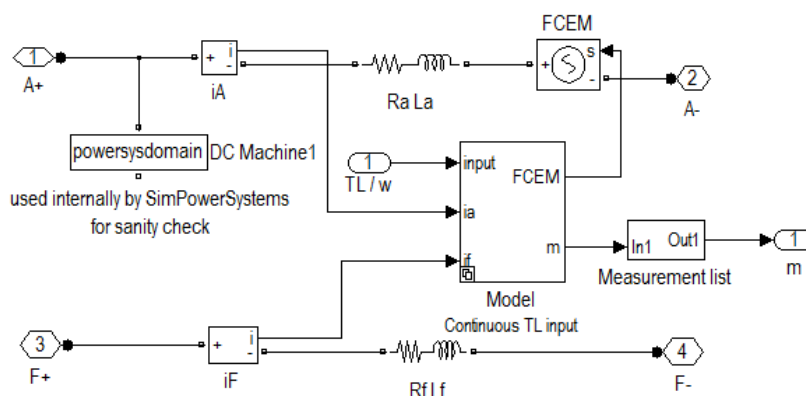 FCEM
1
A+
+
i
-
iA
Ra La
+
s
-
2
A-
powersysdomain
DC Machine1
used internally by SimPowerSystems
for sanity check
1
TL / w
input
FCEM
ia
m
if
Model
Continuous TL input
In1
Out1
Measurement list
1
m
3
F+
+
i
-
iF
Rf Lf
4
F-